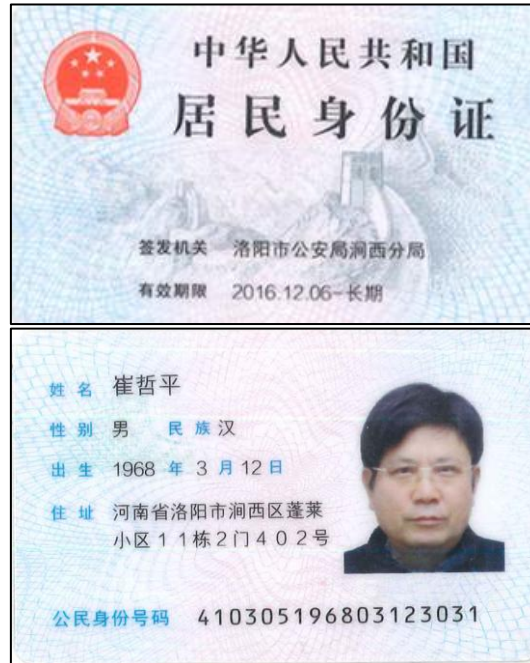 中华人民共和国
居民身份证
签发机关 洛阳市公安局涧西分局
有效期限 2016.12.06-长期
姓名 崔哲平
性别 男 民族 汉
出生 1968 年 3 月 12 日
住址 河南省洛阳市涧西区蓬莱
小区11栋2门402号
公民身份号码 410305196803123031